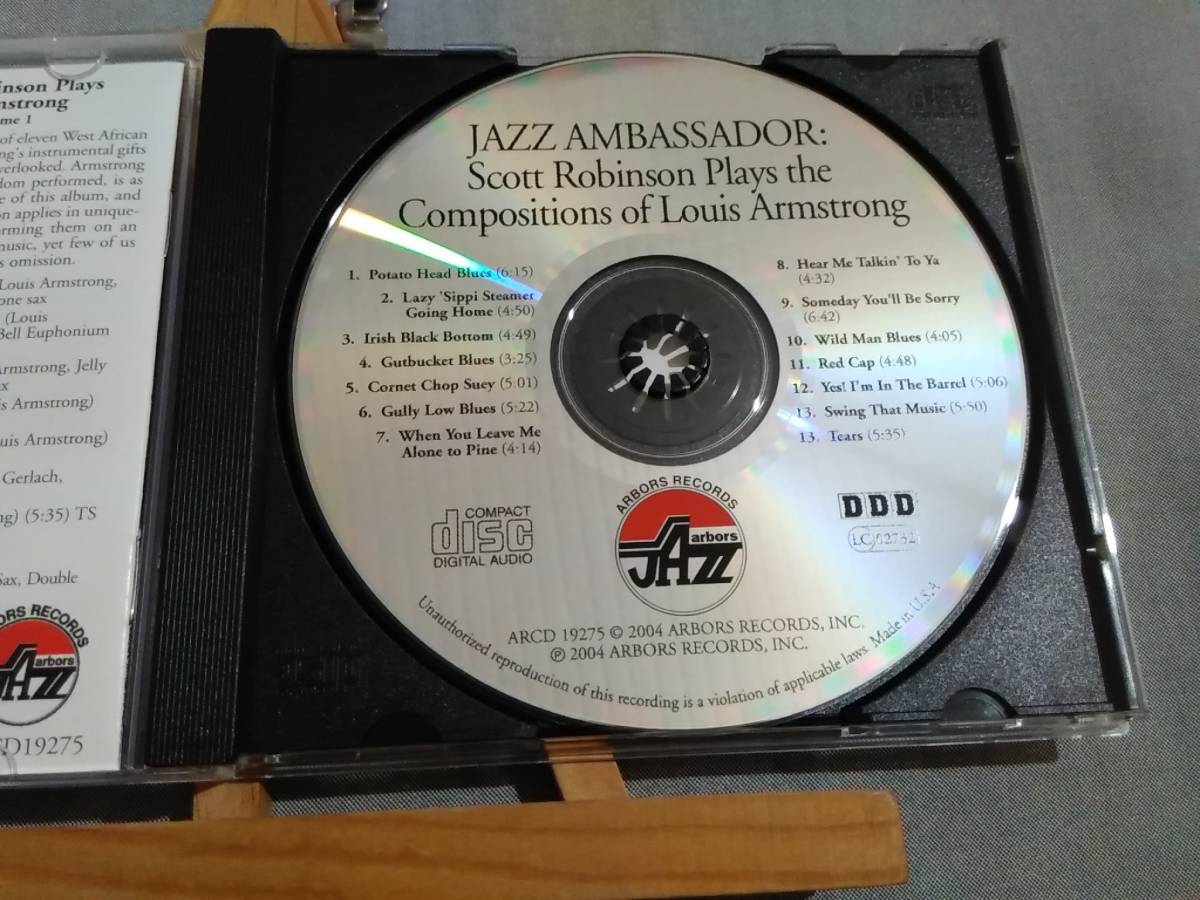 inson Plays
nstrong
me 1
of eleven West African
ng's instrumental gifts
verlooked. Armstrong
dom performed, is as
e of this album, and
on applies in unique-
orming them on an
music, yet few of us
s omission.
Louis Armstrong,
one sax
(Louis
Bell Euphonium
Armstrong, Jelly
x
is Armstrong)
uis Armstrong)
Gerlach,
ng) (5:35) TS
Sax, Double
ORS RECORDS
arbors
JAZZ
CD19275
JAZZ AMBASSADOR:
Scott Robinson Plays the
Compositions of Louis Armstrong
1. Potato Head Blues (6:15)
2. Lazy 'Sippi Steamer
Going Home (4:50)
3. Irish Black Bottom (4:49)
4. Gutbucket Blues (3:25)
5. Cornet Chop Suey (5:01)
6. Gully Low Blues (5:22)
7. When You Leave Me
Alone to Pine (4:14)
8. Hear Me Talkin' To Ya
(4:32)
9. Someday You'll Be Sorry
(6:42)
10. Wild Man Blues (4:05)
11. Red Cap (4:48)
12. Yes! I'm In The Barrel (5:06)
13. Swing That Music (5:50)
13. Tears (5:35)
COMPACT
disc
DIGITAL AUDIO
ARBORS RECORDS
arbors
JAZZ
DDD
LC 02732
ARCD 19275 © 2004 ARBORS RECORDS, INC.
℗ 2004 ARBORS RECORDS, INC.
Unauthorized reproduction of this recording is a violation of applicable laws. Made in U.S.A